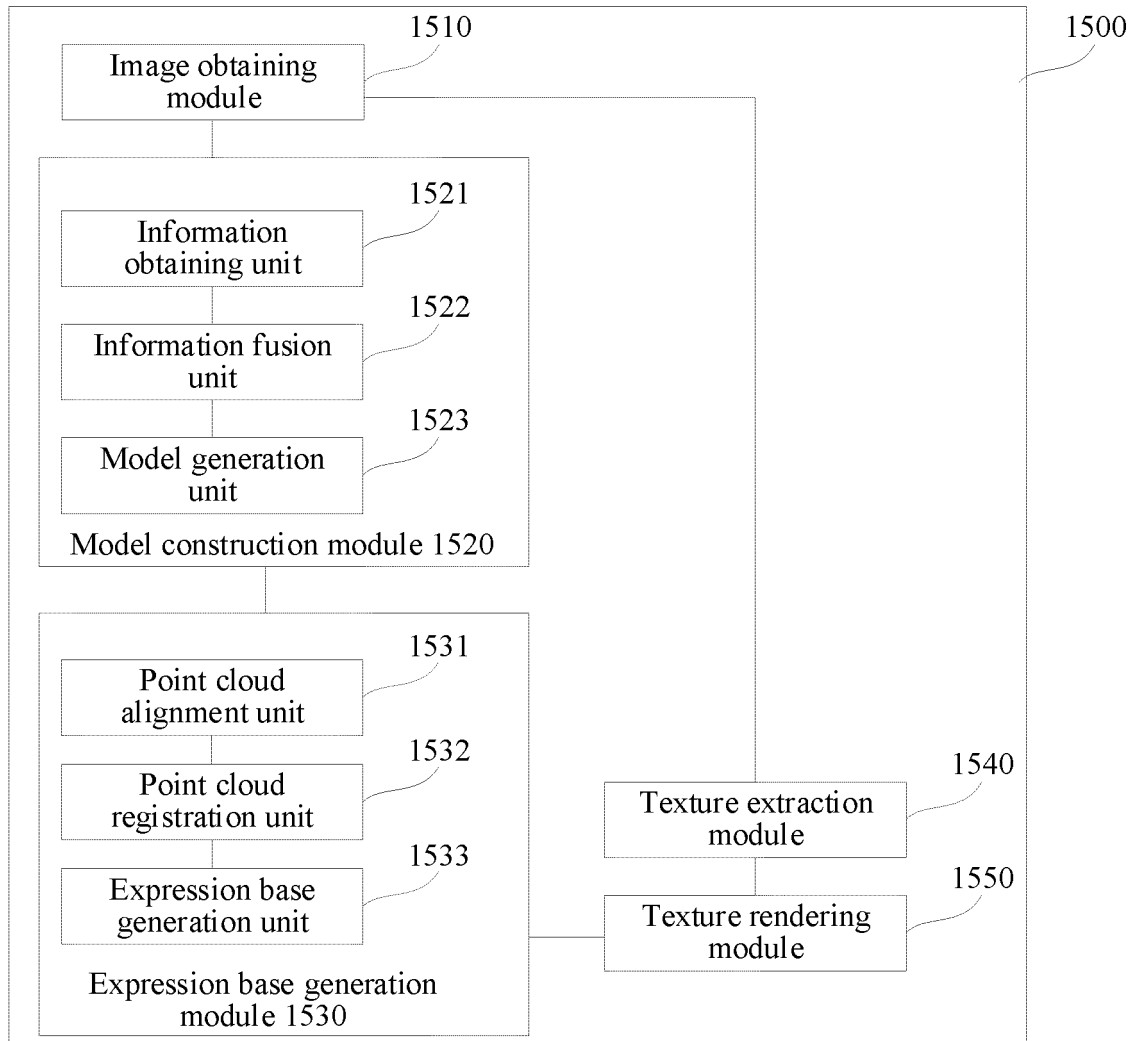 1510
1500
Image obtaining
module
1521
Information
obtaining unit
1522
Information fusion
unit
1523
Model generation
unit
Model construction module 1520
1531
Point cloud
alignment unit
1532
Point cloud
registration unit
1533
Expression base
generation unit
Expression base generation
module 1530
1540
Texture extraction
module
1550
Texture rendering
module